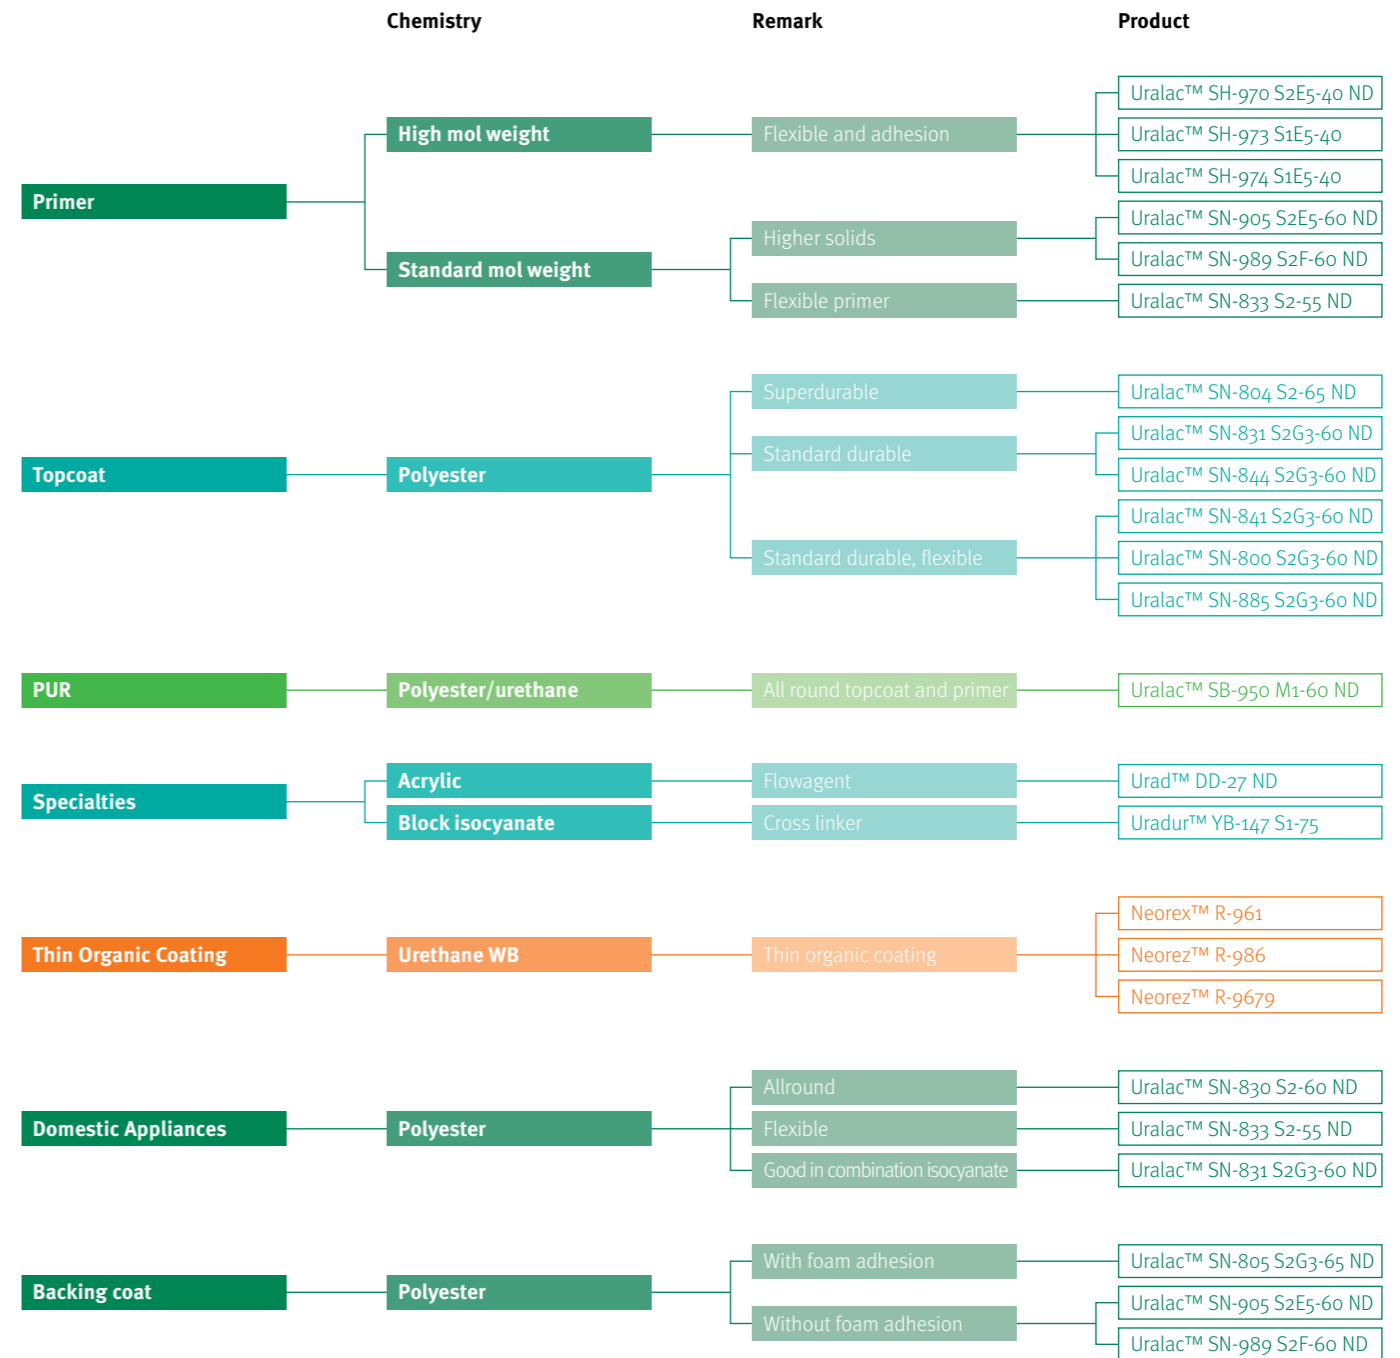 Chemistry Remark Product
Uralac™ SH-970 S2E5-40 ND
High mol weight Flexible and adhesion Uralac™ SH-973 S1E5-40
Uralac™ SH-974 S1E5-40
Primer
Uralac™ SN-905 S2E5-60 ND
Higher solids
Uralac™ SN-989 S2F-60 ND
Standard mol weight
Flexible primer Uralac™ SN-833 S2-55 ND
Superdurable Uralac™ SN-804 S2-65 ND
Uralac™ SN-831 S2G3-60 ND
Standard durable
Topcoat Polyester Uralac™ SN-844 S2G3-60 ND
Uralac™ SN-841 S2G3-60 ND
Standard durable, flexible Uralac™ SN-800 S2G3-60 ND
Uralac™ SN-885 S2G3-60 ND
PUR Polyester/urethane All round topcoat and primer Uralac™ SB-950 M1-60 ND
Acrylic Flowagent Urad™ DD-27 ND
Specialties
Block isocyanate Cross linker Uradur™ YB-147 S1-75
Neorex™ R-961
Thin Organic Coating Urethane WB Thin organic coating Neorez™ R-986
Neorez™ R-9679
Allround Uralac™ SN-830 S2-60 ND
Domestic Appliances Polyester Flexible Uralac™ SN-833 S2-55 ND
Good in combination isocyanate Uralac™ SN-831 S2G3-60 ND
With foam adhesion Uralac™ SN-805 S2G3-65 ND
Backing coat Polyester
Uralac™ SN-905 S2E5-60 ND
Without foam adhesion
Uralac™ SN-989 S2F-60 ND